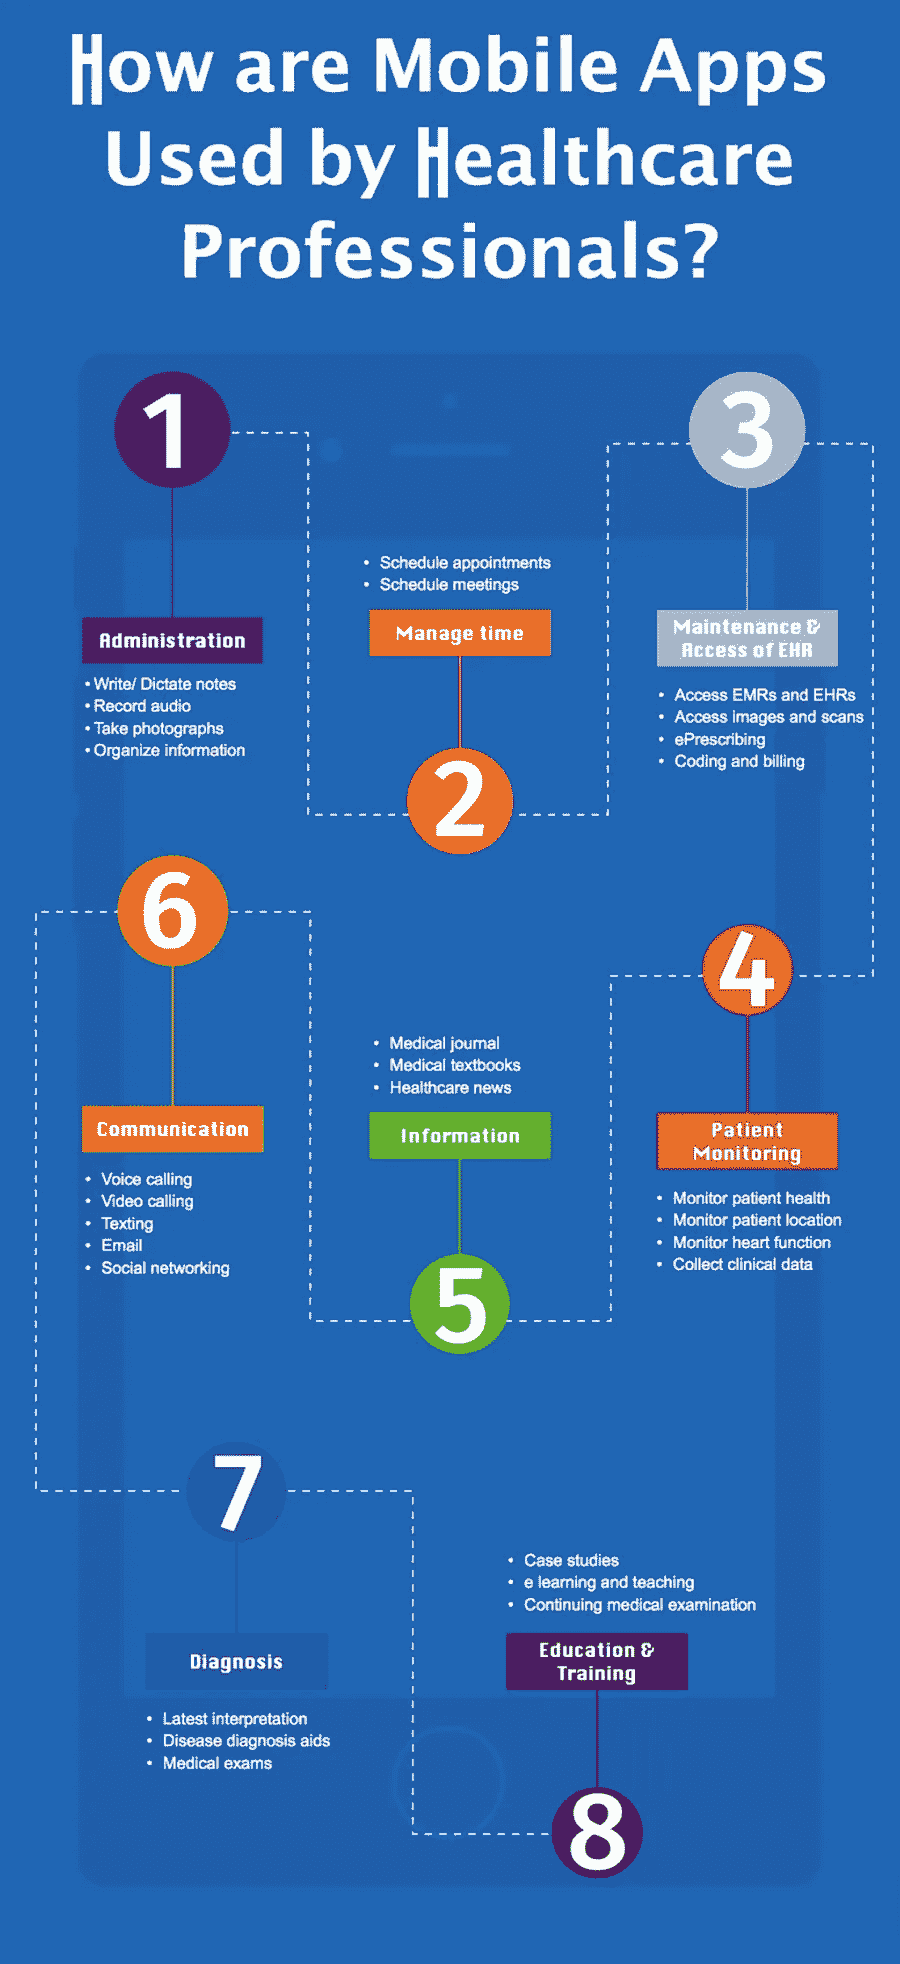 How are Mobile Apps
Used by Healthcare
Professionals?
1
Administration
• Write/ Dictate notes
• Record audio
• Take photographs
• Organize information
• Schedule appointments
• Schedule meetings
Manage time
2
3
Maintenance &
Access of EHR
• Access EMRs and EHRs
• Access images and scans
• ePrescribing
• Coding and billing
4
Patient
Monitoring
• Monitor patient health
• Monitor patient location
• Monitor heart function
• Collect clinical data
• Medical journal
• Medical textbooks
• Healthcare news
Information
5
6
Communication
• Voice calling
• Video calling
• Texting
• Email
• Social networking
7
Diagnosis
• Latest interpretation
• Disease diagnosis aids
• Medical exams
• Case studies
• e learning and teaching
• Continuing medical examination
Education &
Training
8